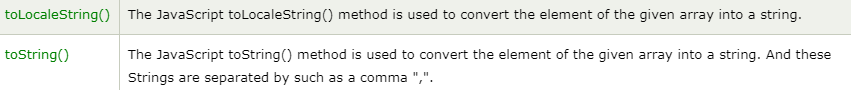 toLocaleString() The JavaScript toLocaleString() method is used to convert the element of the given array into a string.
toString() The JavaScript toString() method is used to convert the element of the given array into a string. And these
Strings are separated by such as a comma ",".